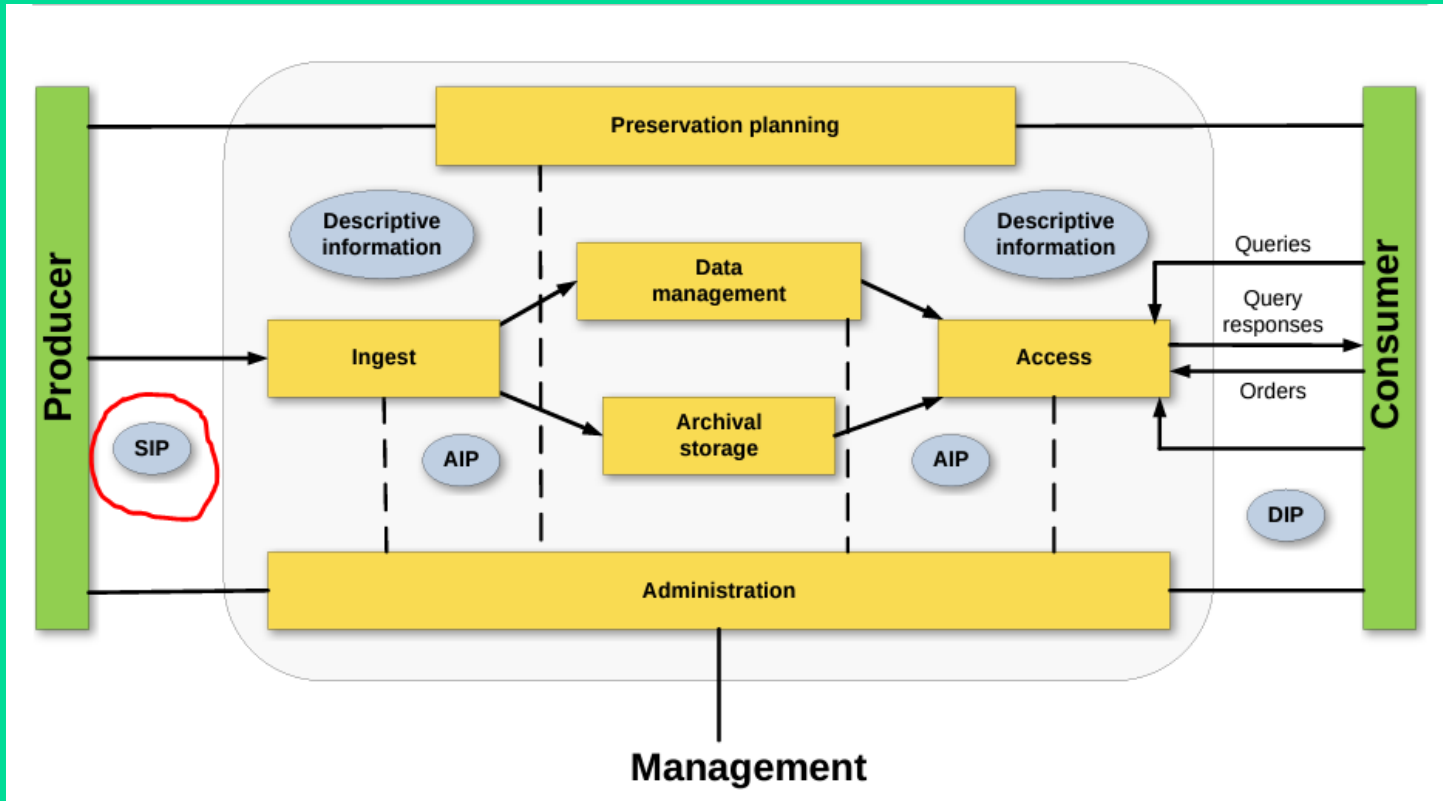 Preservation planning
Descriptive
information
Descriptive
information
Producer
Consumer
Data
management
Queries
Query
responses
Ingest
Access
Orders
SIP
AIP
Archival
storage
AIP
DIP
Administration
Management